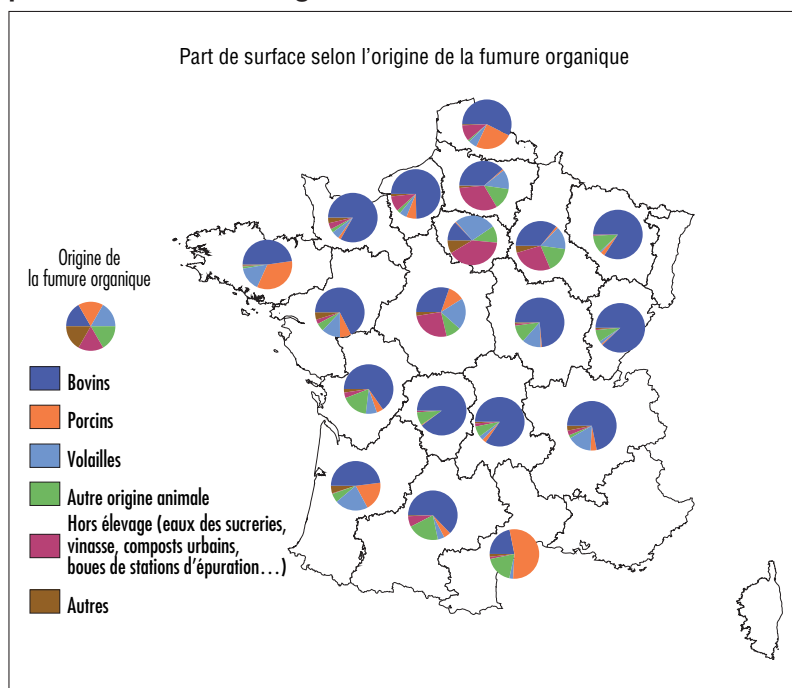 Part de surface selon l'origine de la fumure organique
Origine de
la fumure organique
Bovins
Porcins
Volailles
Autre origine animale
Hors élevage (eaux des sucreries,
vinasse, composts urbains,
boues de stations d'épuration…)
Autres